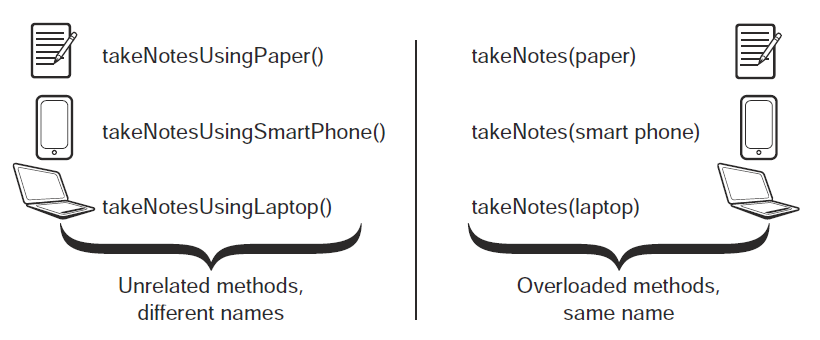 takeNotesUsingPaper()
takeNotesUsingSmartPhone()
takeNotesUsingLaptop()
Unrelated methods,
different names
takeNotes(paper)
takeNotes(smart phone)
takeNotes(laptop)
Overloaded methods,
same name